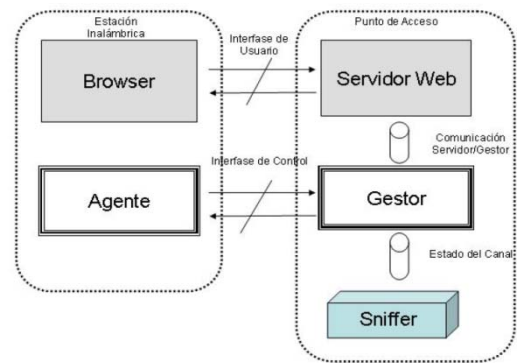 Estación
Inalámbrica
Punto de Acceso
Interfase de
Usuario
Browser
Servidor Web
Comunicación
Servidor/Gestor
Interfase de Control
Agente
Gestor
Estado del Canal
Sniffer